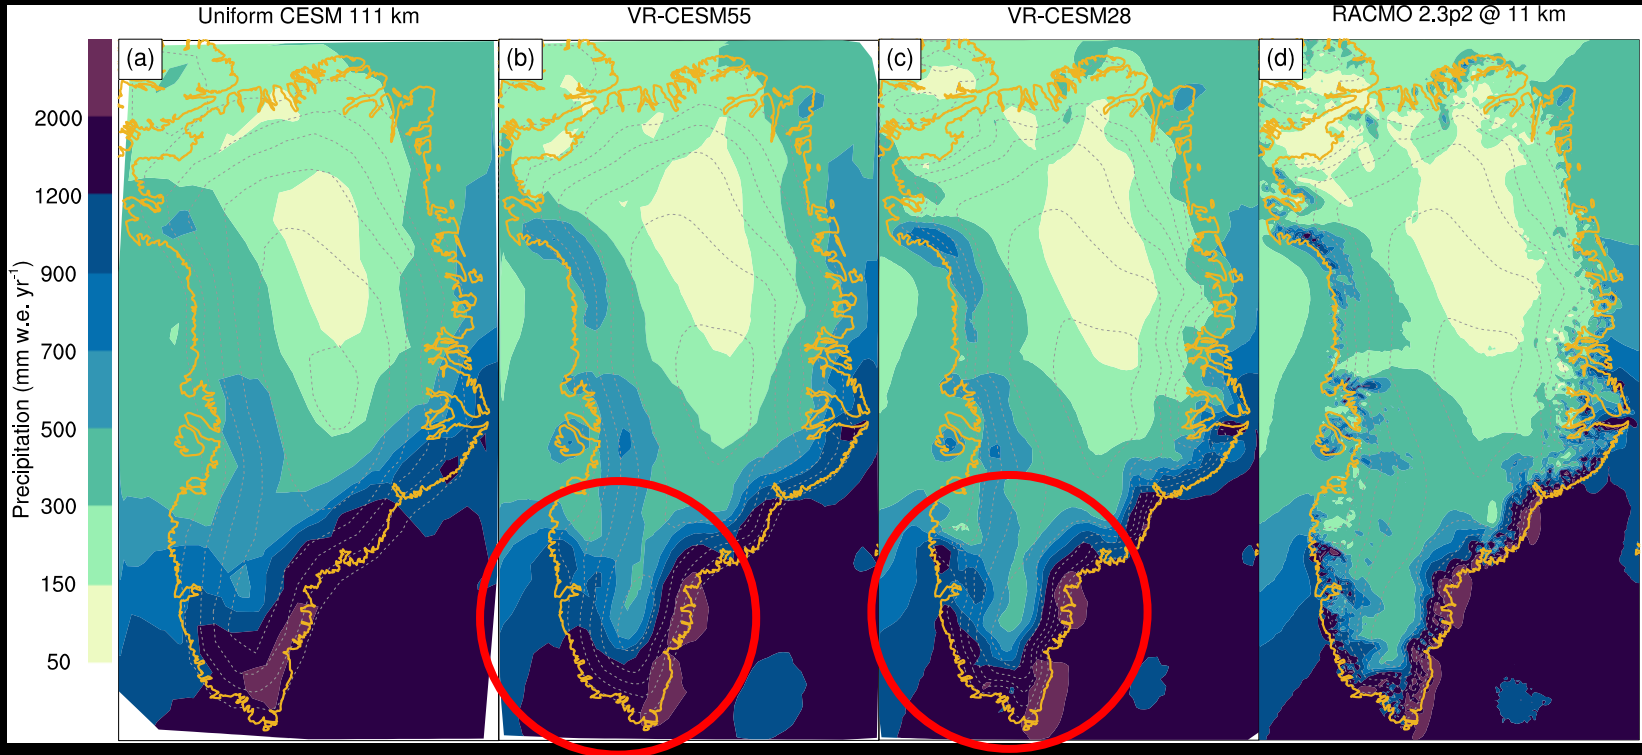 Uniform CESM 111 km
VR-CESM55
VR-CESM28
RACMO 2.3p2 @ 11 km
(a)
(b)
(c)
(d)
Precipitation (mm w.e. yr⁻¹)
2000
1200
900
700
500
300
150
50